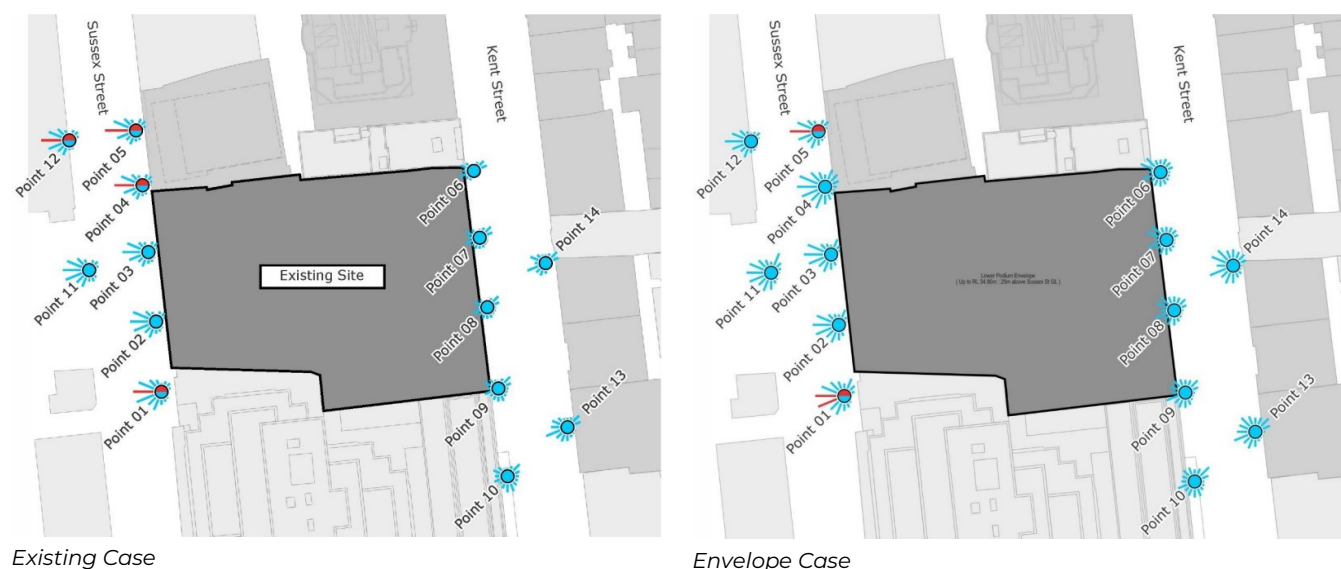 Sussex Street
Kent Street
Point 12
Point 05
Point 04
Point 06
Point 07
Point 14
Existing Site
Point 11
Point 03
Point 08
Point 02
Point 01
Point 09
Point 13
Point 10
Existing Case
Sussex Street
Kent Street
Point 12
Point 05
Point 04
Point 06
Point 07
Point 14
Lower Podium Envelope
Point 11
Point 03
Point 08
Point 02
Point 01
Point 09
Point 13
Point 10
Envelope Case